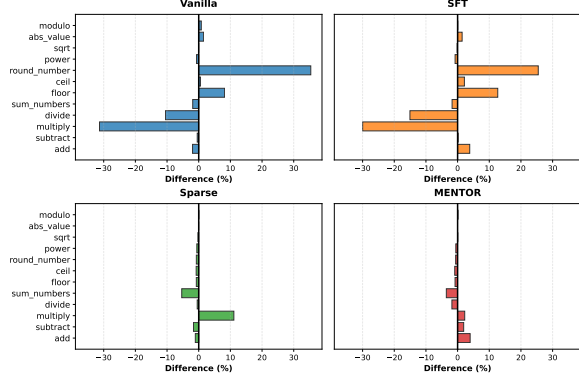 Vanilla
SFT
modulo
abs_value
sqrt
power
round_number
ceil
floor
sum_numbers
divide
multiply
subtract
add
−30 −20 −10 0 10 20 30
−30 −20 −10 0 10 20 30
Difference (%)
Difference (%)
Sparse
MENTOR
modulo
abs_value
sqrt
power
round_number
ceil
floor
sum_numbers
divide
multiply
subtract
add
−30 −20 −10 0 10 20 30
−30 −20 −10 0 10 20 30
Difference (%)
Difference (%)